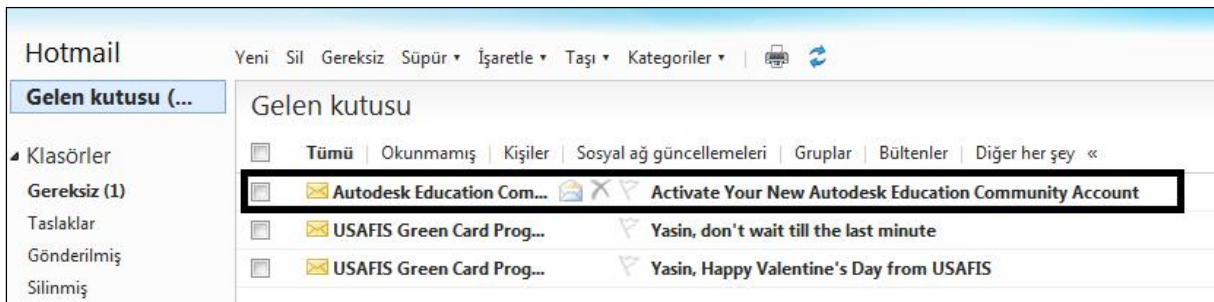 Hotmail
Yeni Sil Gereksiz Süpür İşaretle Taşı Kategoriler |
Gelen kutusu (...
Gelen kutusu
Klasörler
Tümü | Okunmamış | Kişiler | Sosyal ağ güncellemeleri | Gruplar | Bültenler | Diğer her şey «
Gereksiz (1)
Autodesk Education Com... Activate Your New Autodesk Education Community Account
Taslaklar
USAFIS Green Card Prog... Yasin, don't wait till the last minute
Gönderilmiş
USAFIS Green Card Prog... Yasin, Happy Valentine's Day from USAFIS
Silinmiş